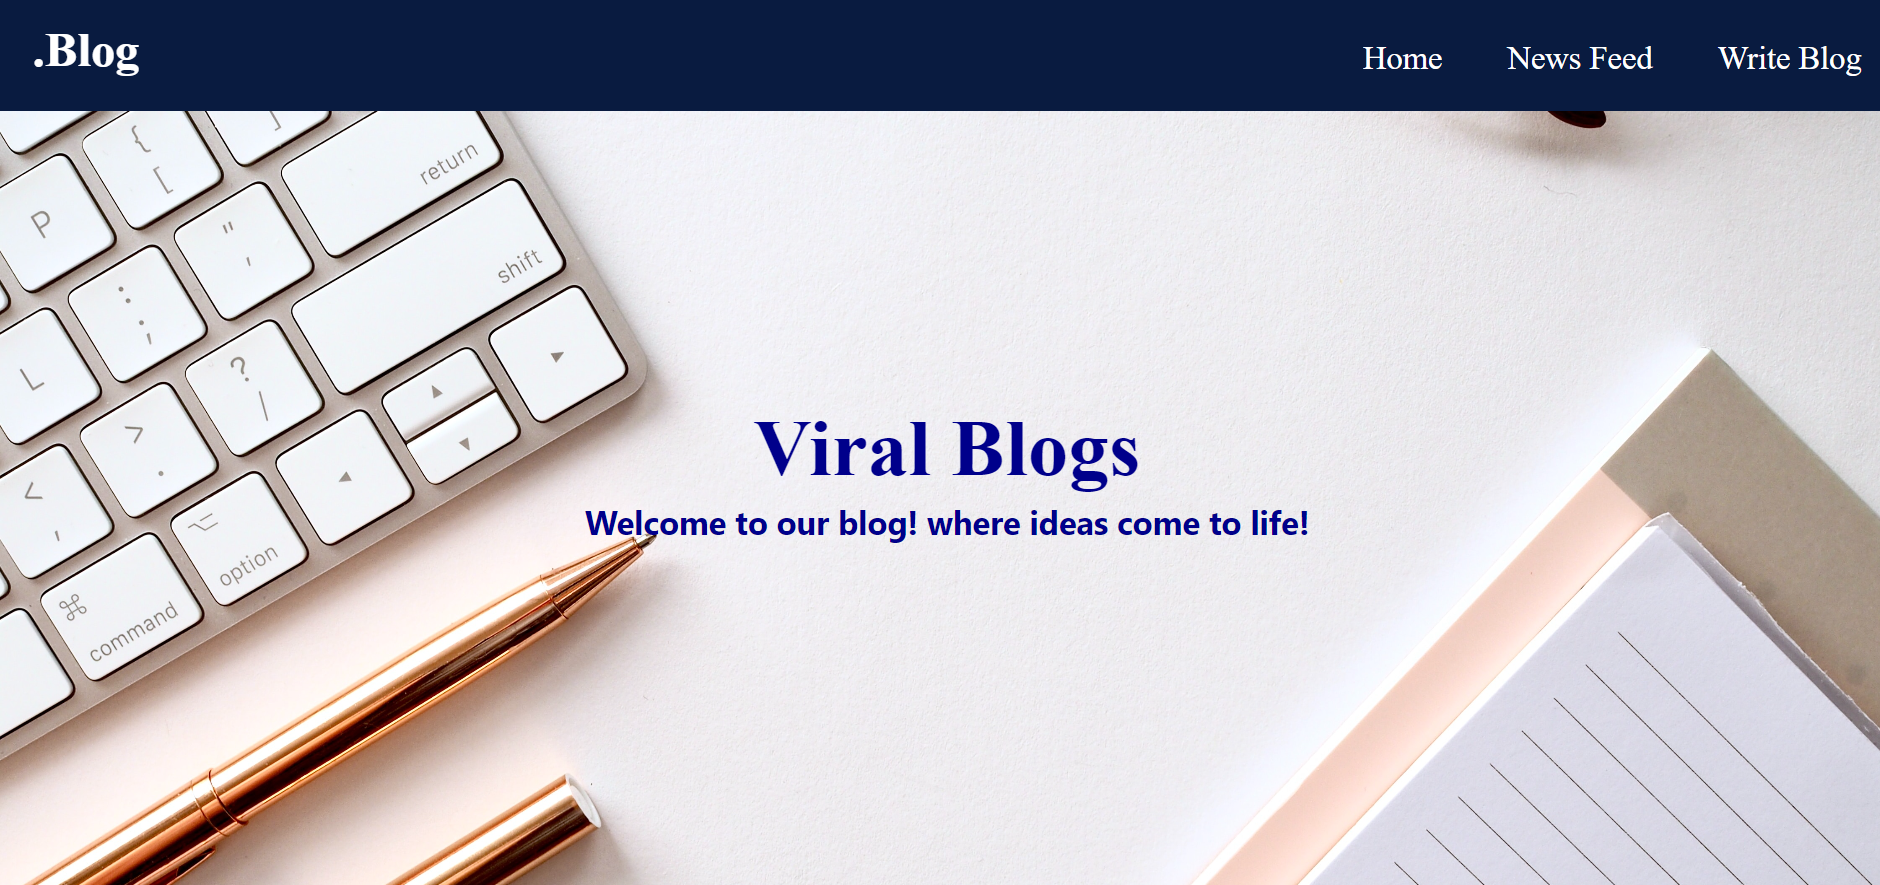 .Blog
Home News Feed Write Blog
{
[
]
return
P
"
,
shift
:
;
L
?
/
>
.
<
,
option
⌘
command
Viral Blogs
Welcome to our blog! where ideas come to life!